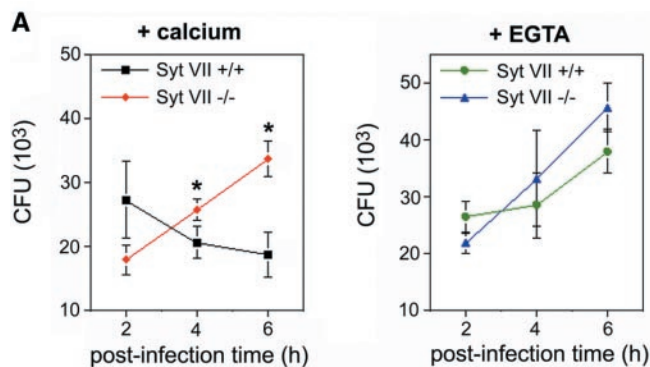 A
+ calcium
+ EGTA
50
40
30
20
10
CFU (10³)
Syt VII +/+
Syt VII -/-
*
*
2
4
6
post-infection time (h)
50
40
30
20
10
CFU (10³)
Syt VII +/+
Syt VII -/-
2
4
6
post-infection time (h)